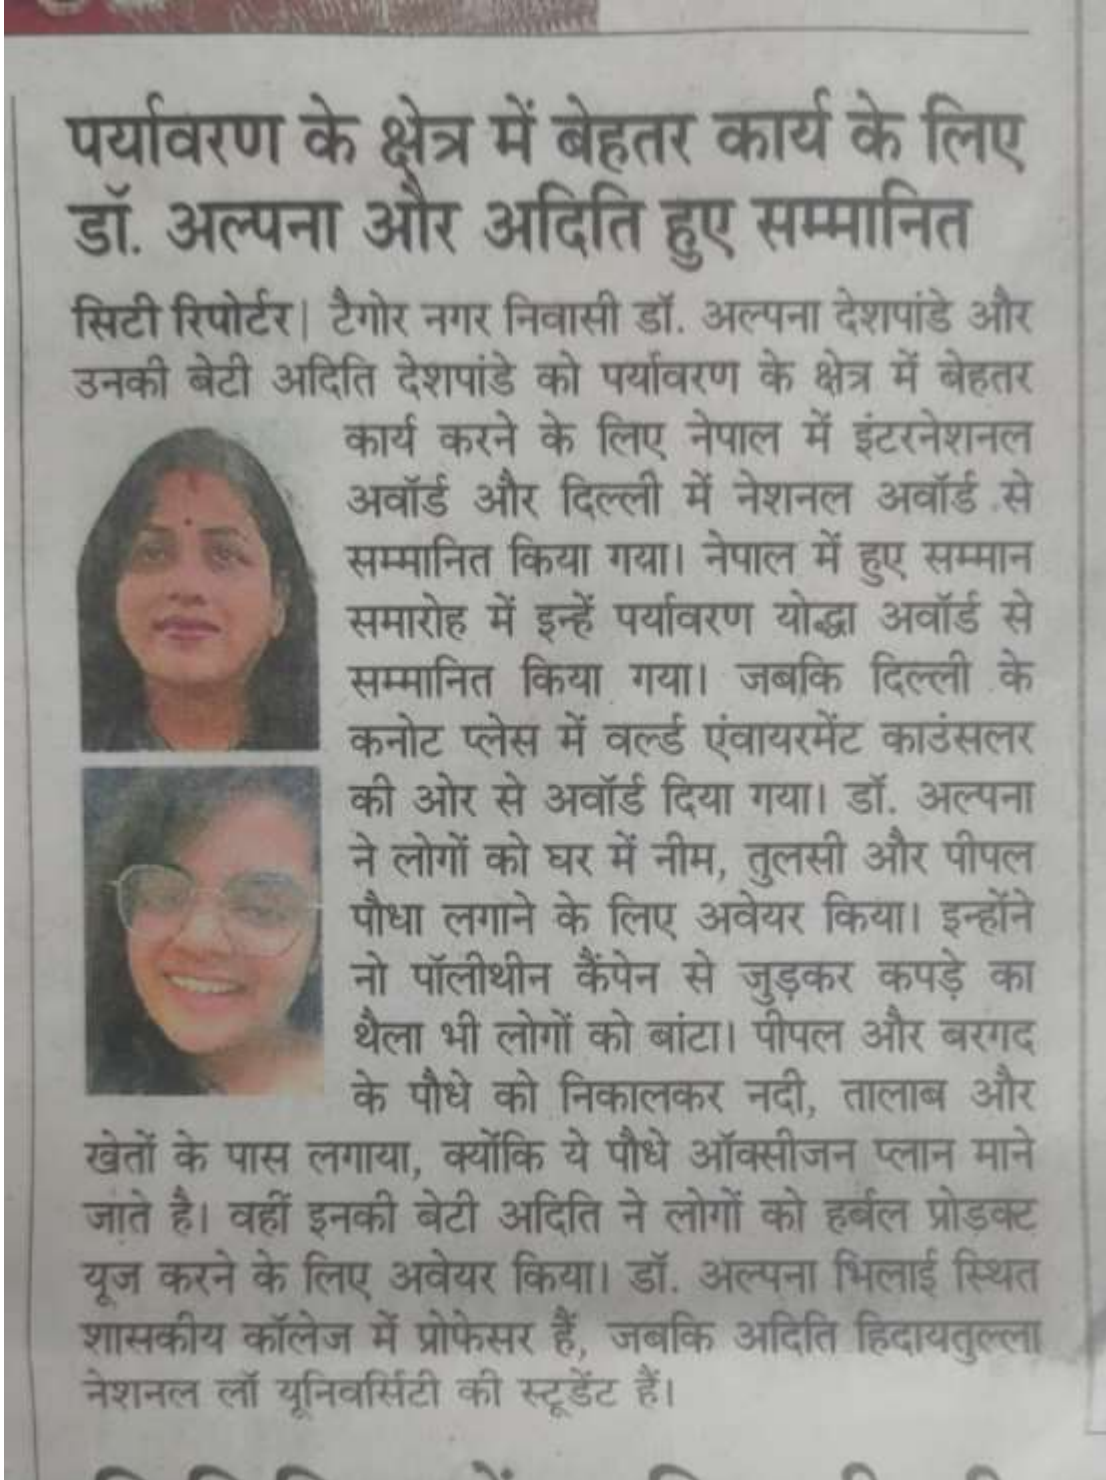 पर्यावरण के क्षेत्र में बेहतर कार्य के लिए
डॉ. अल्पना और अदिति हुए सम्मानित
सिटी रिपोर्टर| टैगोर नगर निवासी डॉ. अल्पना देशपांडे और
उनकी बेटी अदिति देशपांडे को पर्यावरण के क्षेत्र में बेहतर
कार्य करने के लिए नेपाल में इंटरनेशनल
अवॉर्ड और दिल्ली में नेशनल अवॉर्ड से
सम्मानित किया गया। नेपाल में हुए सम्मान
समारोह में इन्हें पर्यावरण योद्धा अवॉर्ड से
सम्मानित किया गया। जबकि दिल्ली के
कनोट प्लेस में वर्ल्ड एंवायरमेंट काउंसलर
की ओर से अवॉर्ड दिया गया। डॉ. अल्पना
ने लोगों को घर में नीम, तुलसी और पीपल
पौधा लगाने के लिए अवेयर किया। इन्होंने
नो पॉलीथीन कैंपेन से जुड़कर कपड़े का
थैला भी लोगों को बांटा। पीपल और बरगद
के पौधे को निकालकर नदी, तालाब और
खेतों के पास लगाया, क्योंकि ये पौधे ऑक्सीजन प्लान माने
जाते है। वहीं इनकी बेटी अदिति ने लोगों को हर्बल प्रोडक्ट
यूज करने के लिए अवेयर किया। डॉ. अल्पना भिलाई स्थित
शासकीय कॉलेज में प्रोफेसर हैं, जबकि अदिति हिदायतुल्ला
नेशनल लॉ यूनिवर्सिटी की स्टूडेंट हैं।